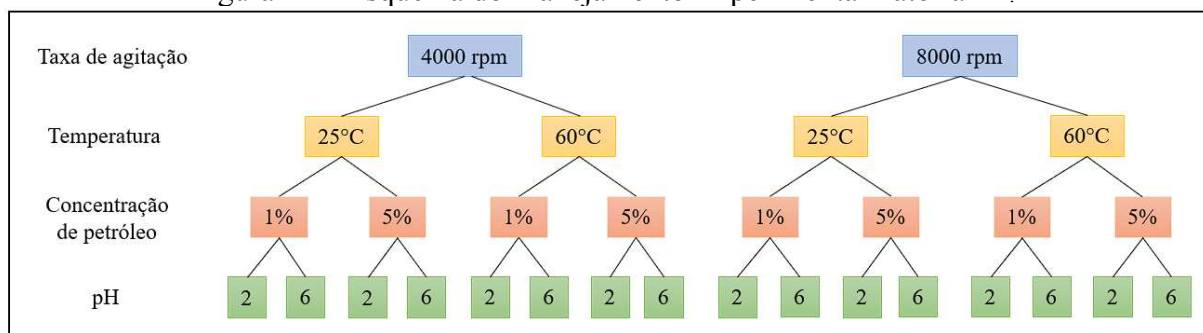 Taxa de agitação 4000 rpm 8000 rpm
Temperatura 25°C 60°C 25°C 60°C
Concentração
de petróleo
1% 5% 1% 5% 1% 5% 1% 5%
pH 2 6 2 6 2 6 2 6 2 6 2 6 2 6 2 6